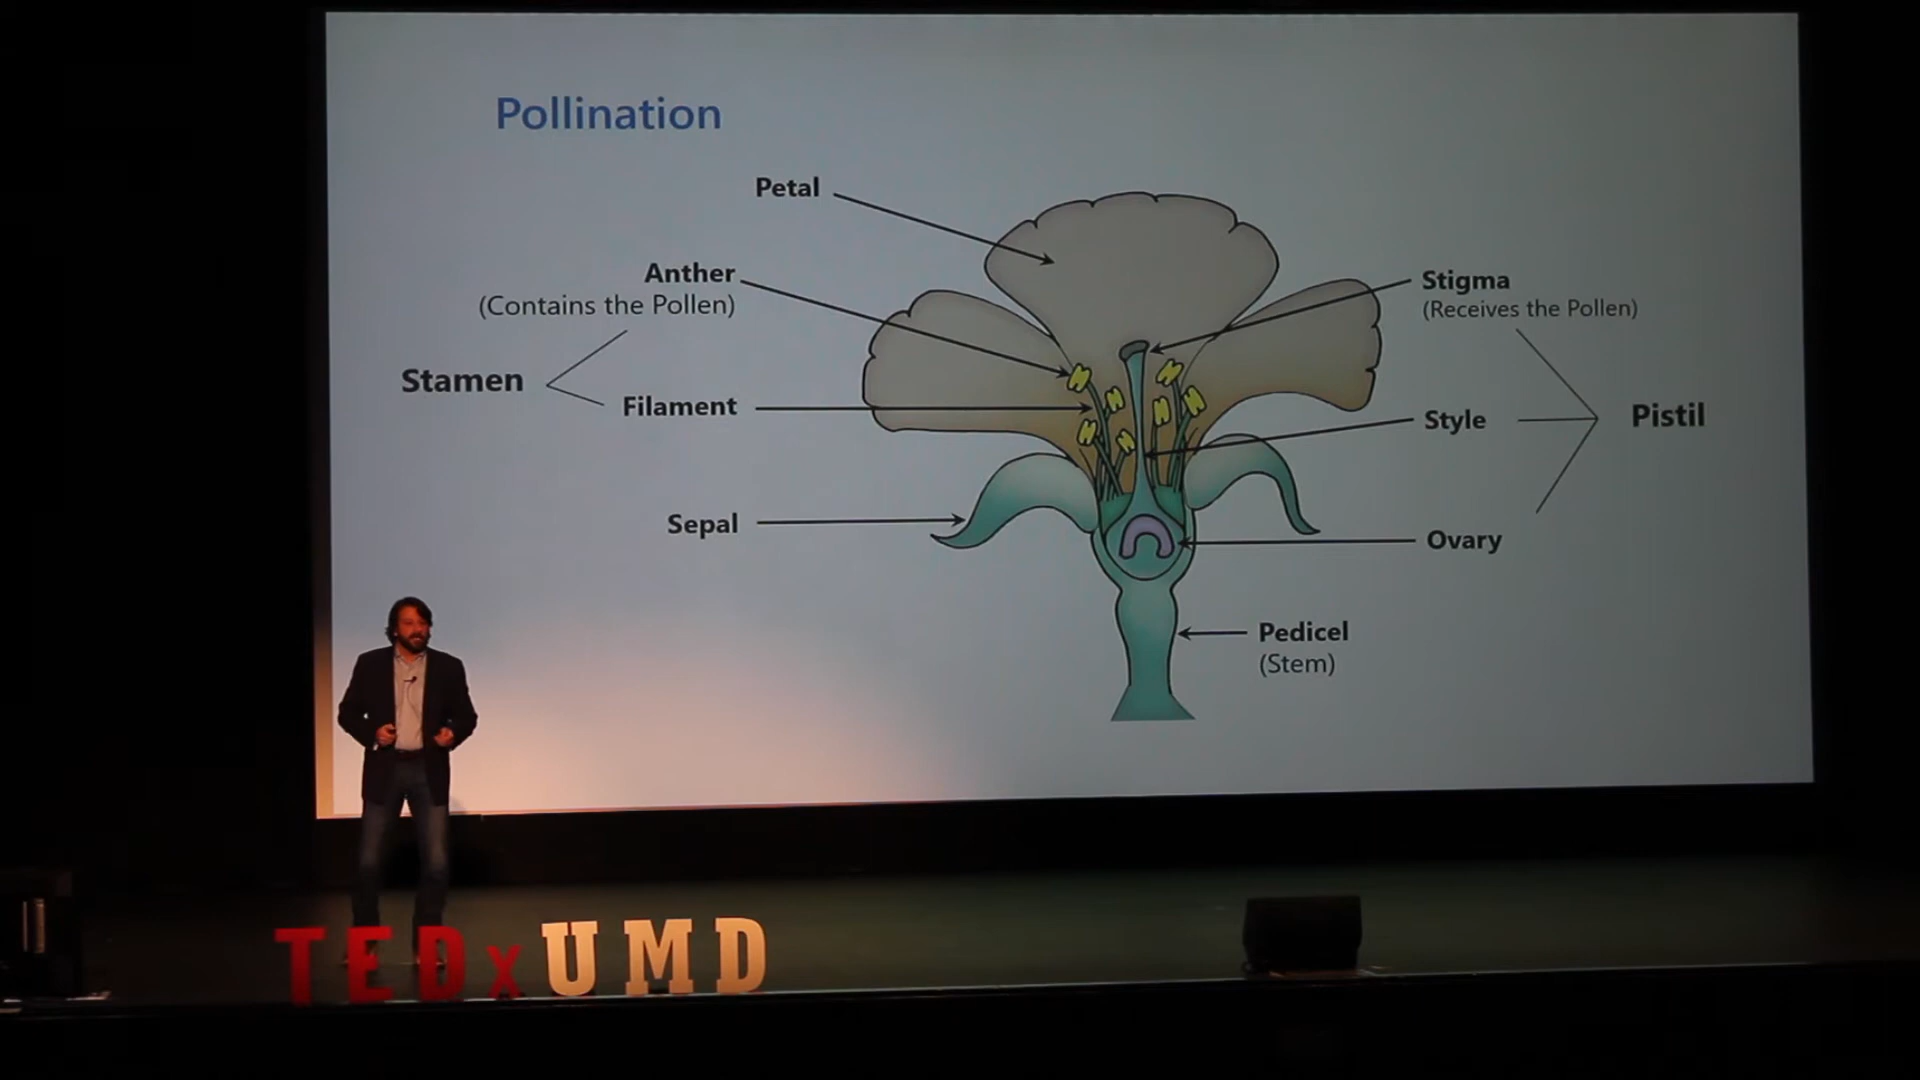 Pollination
Petal
Anther
(Contains the Pollen)
Stamen
Filament
Sepal
Stigma
(Receives the Pollen)
Style
Pistil
Ovary
Pedicel
(Stem)
TEDxUMD